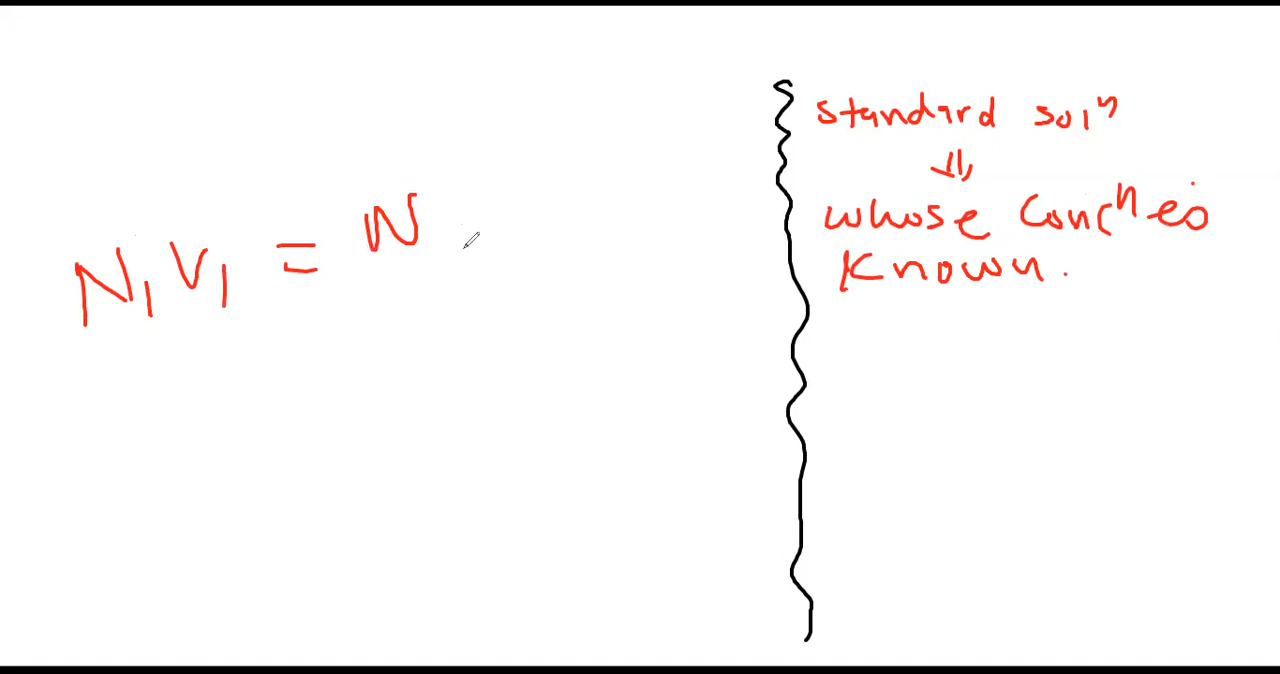 N₁V₁ = N
standard solⁿ
⇓
whose concⁿ is
known.